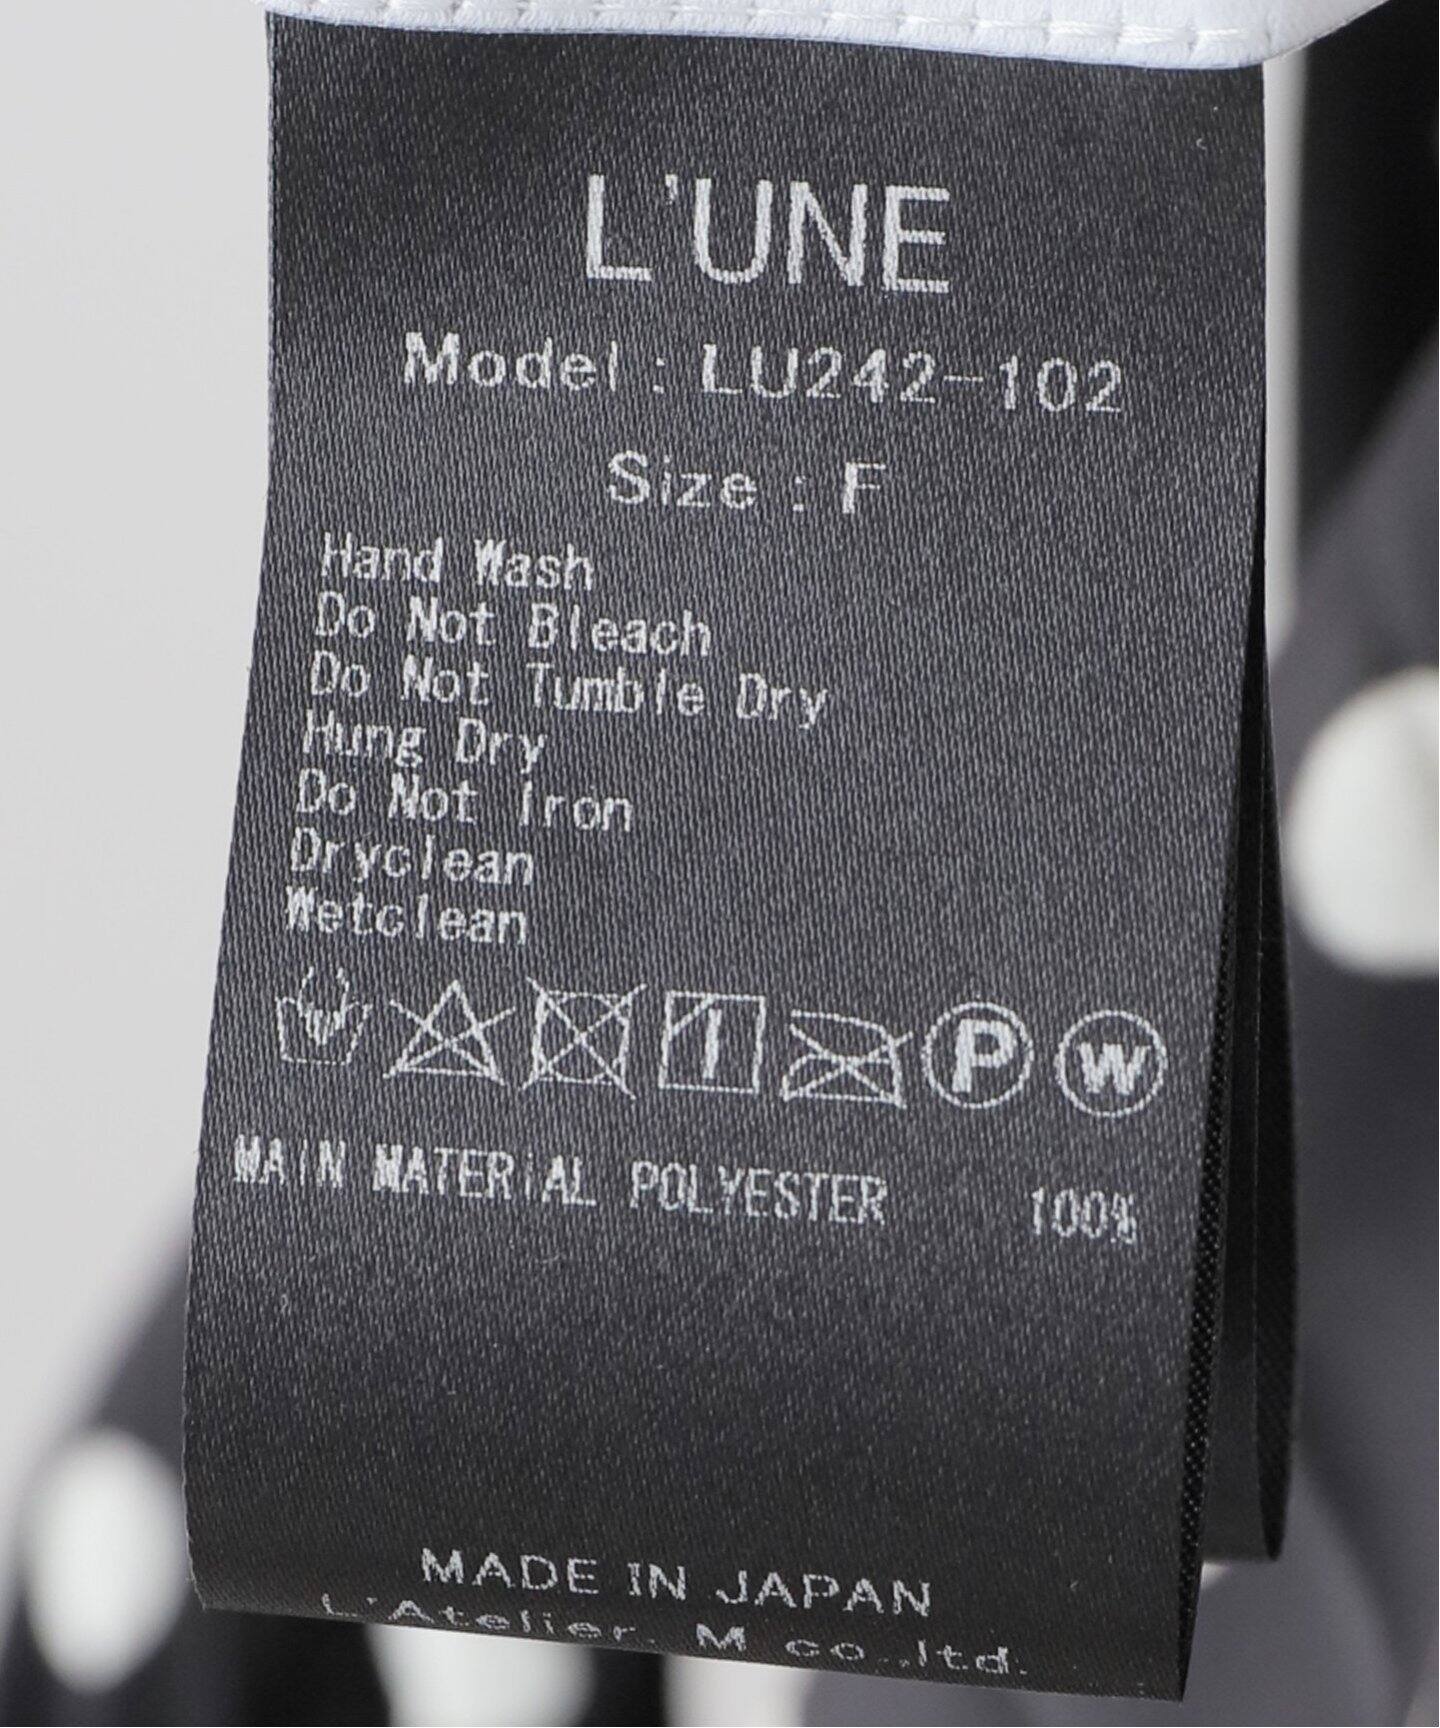 L'UNE
Model : LU242-102
Size : F
Hand Wash
Do Not Bleach
Do Not Tumble Dry
Hung Dry
Do Not Iron
Dryclean
Wetclean
P W
MAIN MATERIAL POLYESTER 100%
MADE IN JAPAN
L'Atelier. M co.,ltd.